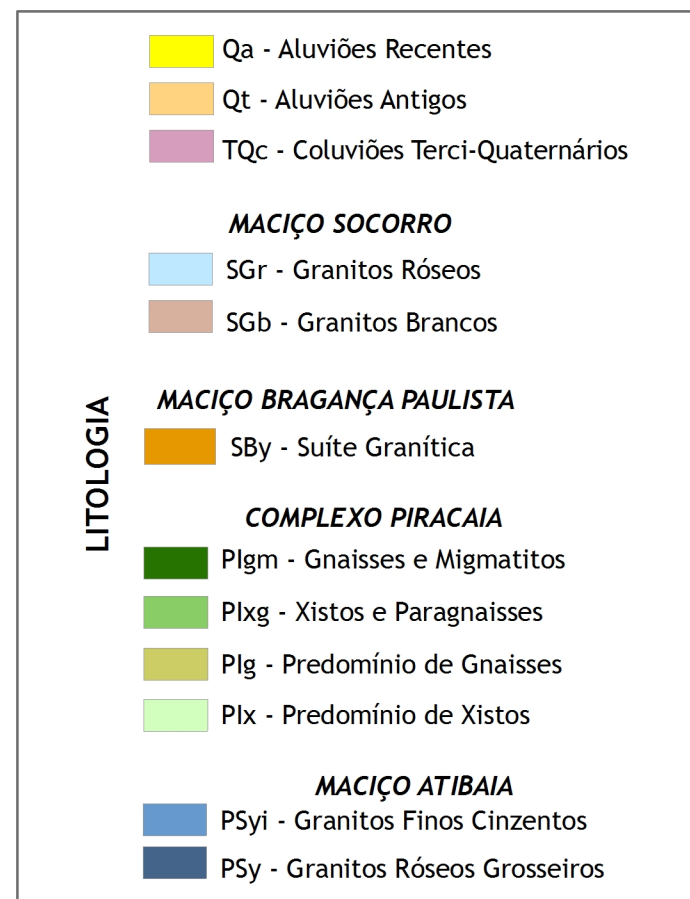 Qa - Aluviões Recentes
Qt - Aluviões Antigos
TQc - Coluviões Terci-Quaternários
MACIÇO SOCORRO
SGr - Granitos Róseos
SGb - Granitos Brancos
LITOLOGIA
MACIÇO BRAGANÇA PAULISTA
SBy - Suíte Granítica
COMPLEXO PIRACAIA
PIgm - Gnaisses e Migmatitos
PIxg - Xistos e Paragnaisses
PIg - Predomínio de Gnaisses
PIx - Predomínio de Xistos
MACIÇO ATIBAIA
PSyi - Granitos Finos Cinzentos
PSy - Granitos Róseos Grosseiros